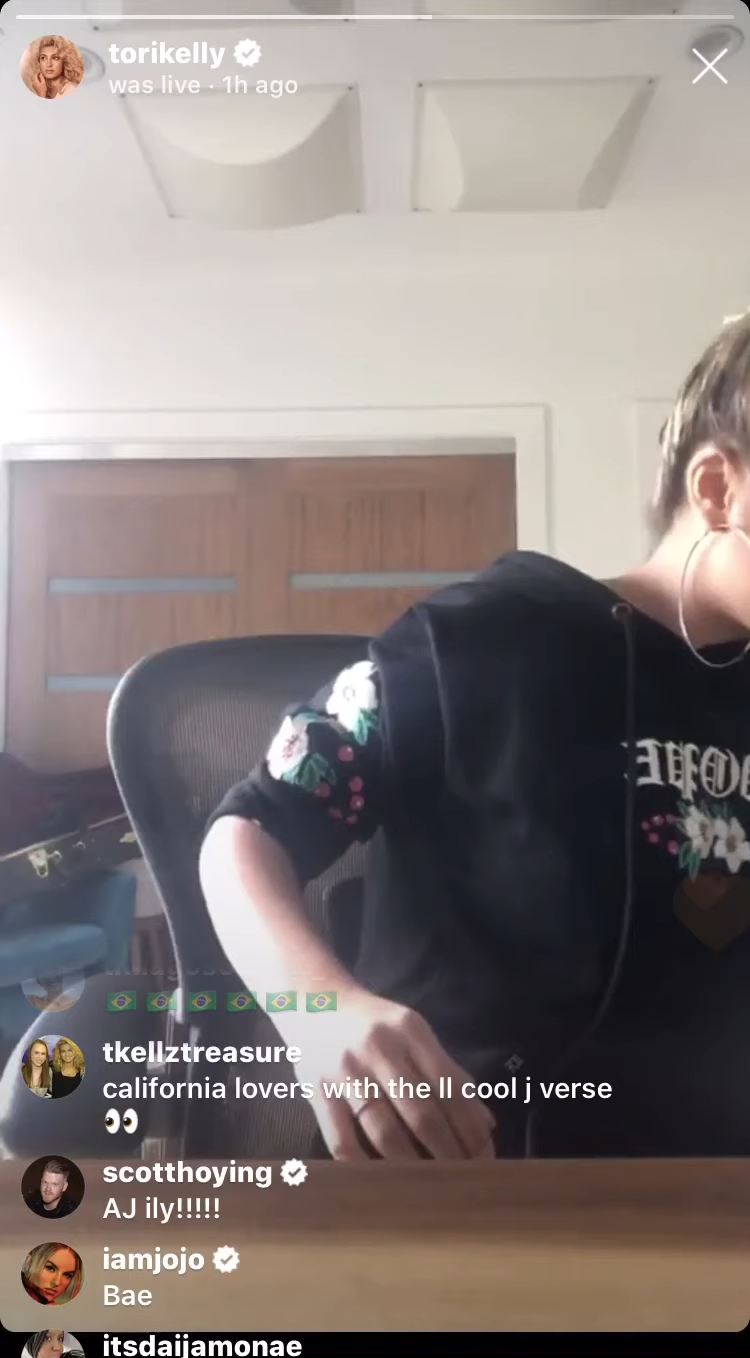 torikelly
was live · 1h ago
🇧🇷 🇧🇷 🇧🇷 🇧🇷 🇧🇷 🇧🇷
tkellztreasure
california lovers with the ll cool j verse
👀
scotthoying
AJ ily!!!!!
iamjojo
Bae
itsdaijamonae